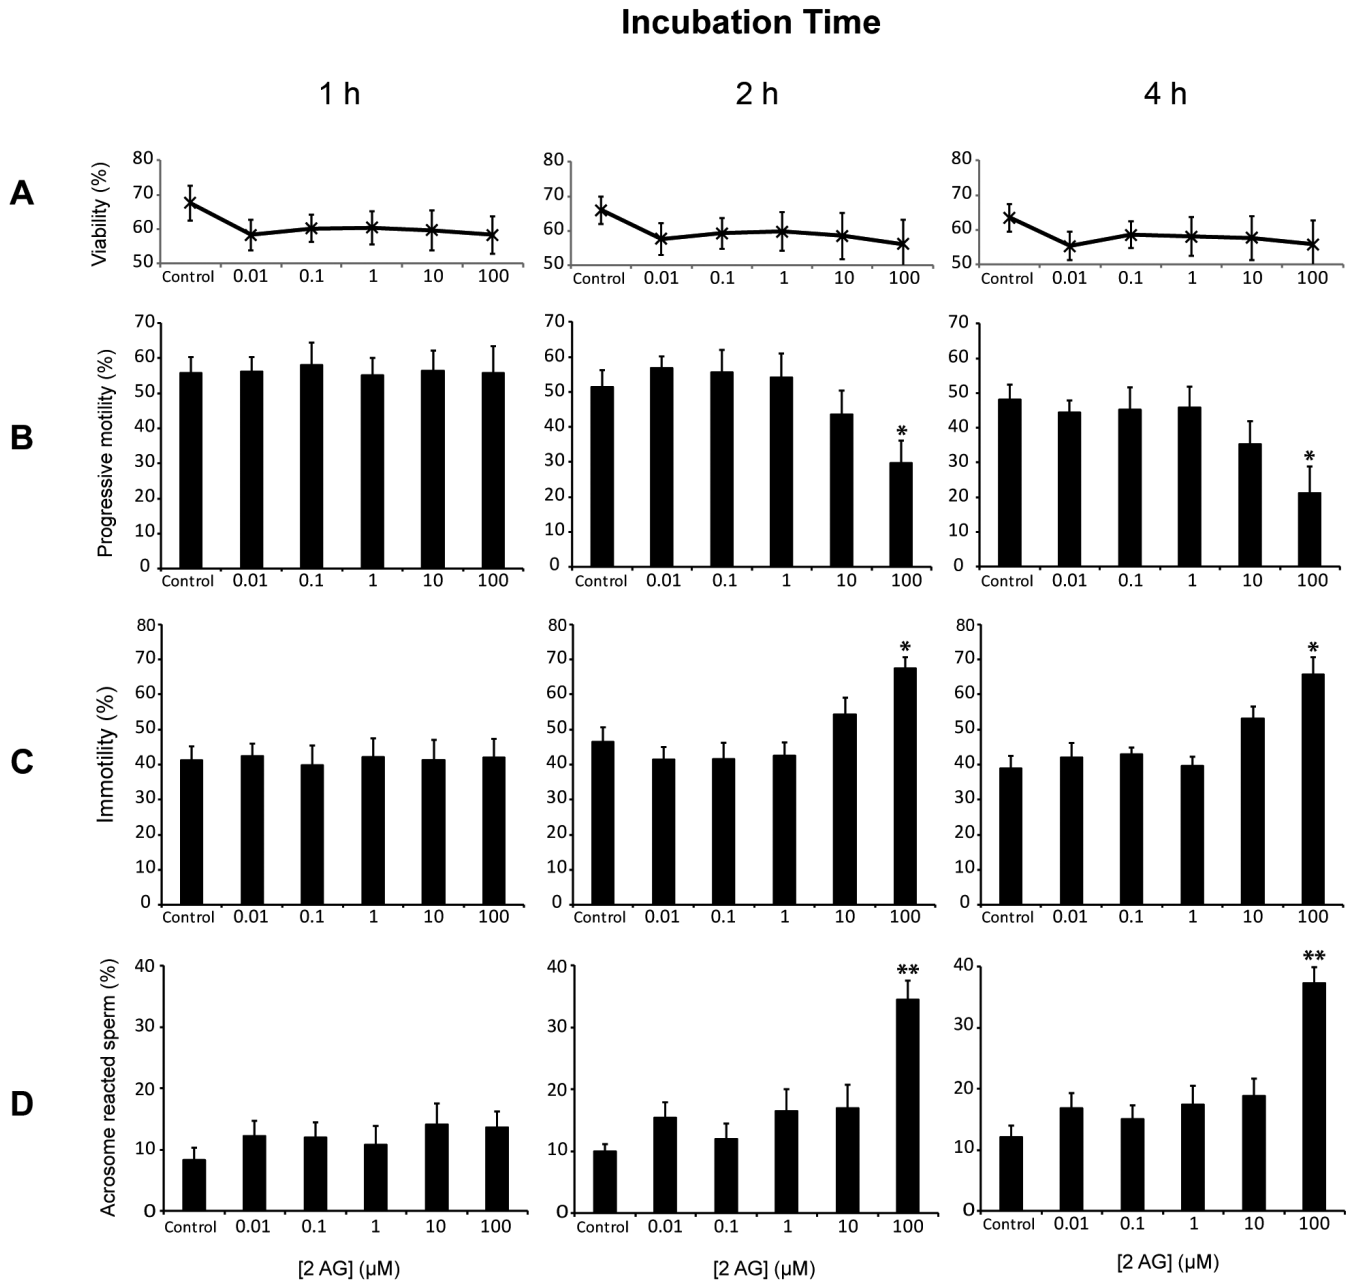 Incubation Time
1 h 2 h 4 h
A
Viability (%)
80 70 60 50
Control 0.01 0.1 1 10 100
80 70 60 50
Control 0.01 0.1 1 10 100
80 70 60 50
Control 0.01 0.1 1 10 100
B
Progressive motility (%)
70 60 50 40 30 20 10 0
Control 0.01 0.1 1 10 100
70 60 50 40 30 20 10 0
*
Control 0.01 0.1 1 10 100
70 60 50 40 30 20 10 0
*
Control 0.01 0.1 1 10 100
C
Immotility (%)
80 70 60 50 40 30 20 10 0
Control 0.01 0.1 1 10 100
80 70 60 50 40 30 20 10 0
*
Control 0.01 0.1 1 10 100
80 70 60 50 40 30 20 10 0
*
Control 0.01 0.1 1 10 100
D
Acrosome reacted sperm (%)
40 30 20 10 0
Control 0.01 0.1 1 10 100
[2 AG] (µM)
40 30 20 10 0
**
Control 0.01 0.1 1 10 100
[2 AG] (µM)
40 30 20 10 0
**
Control 0.01 0.1 1 10 100
[2 AG] (µM)